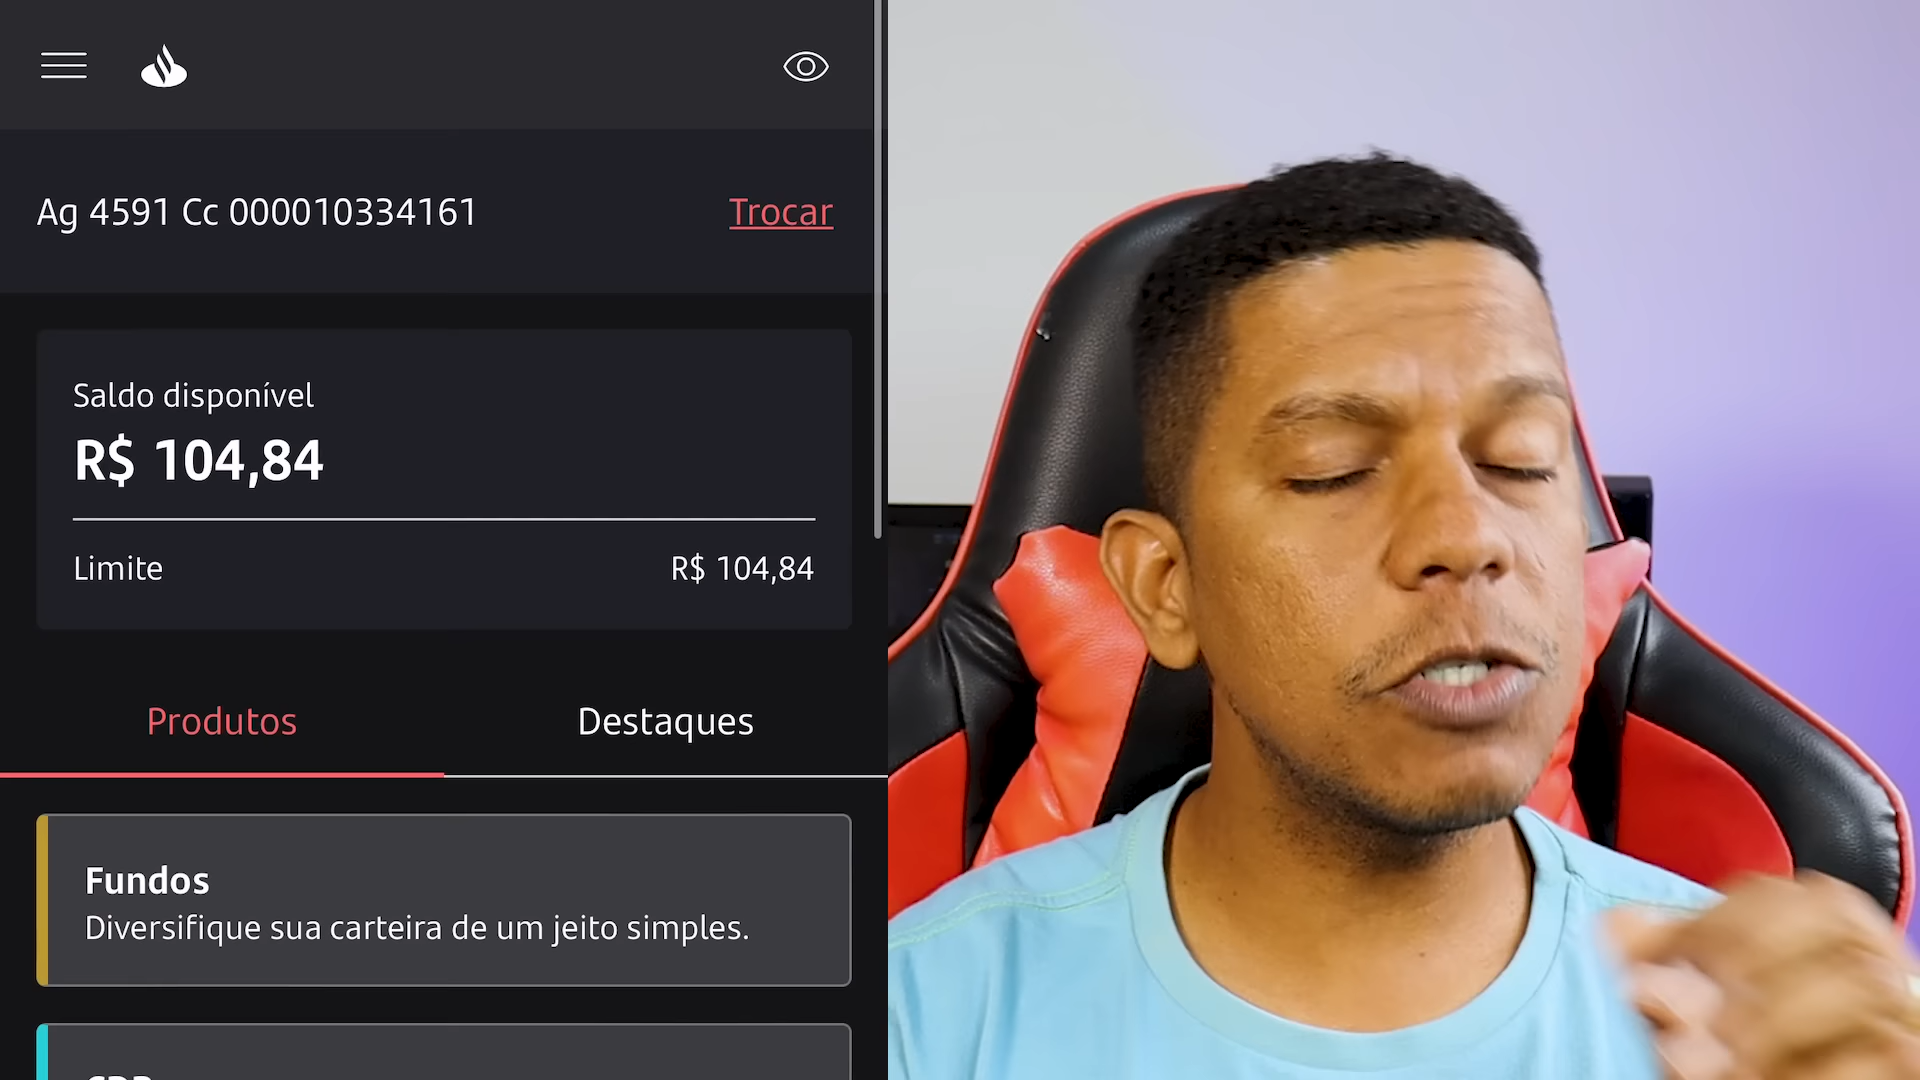 Ag 4591 Cc 000010334161
Trocar
Saldo disponível
R$ 104,84
Limite
R$ 104,84
Produtos
Destaques
Fundos
Diversifique sua carteira de um jeito simples.